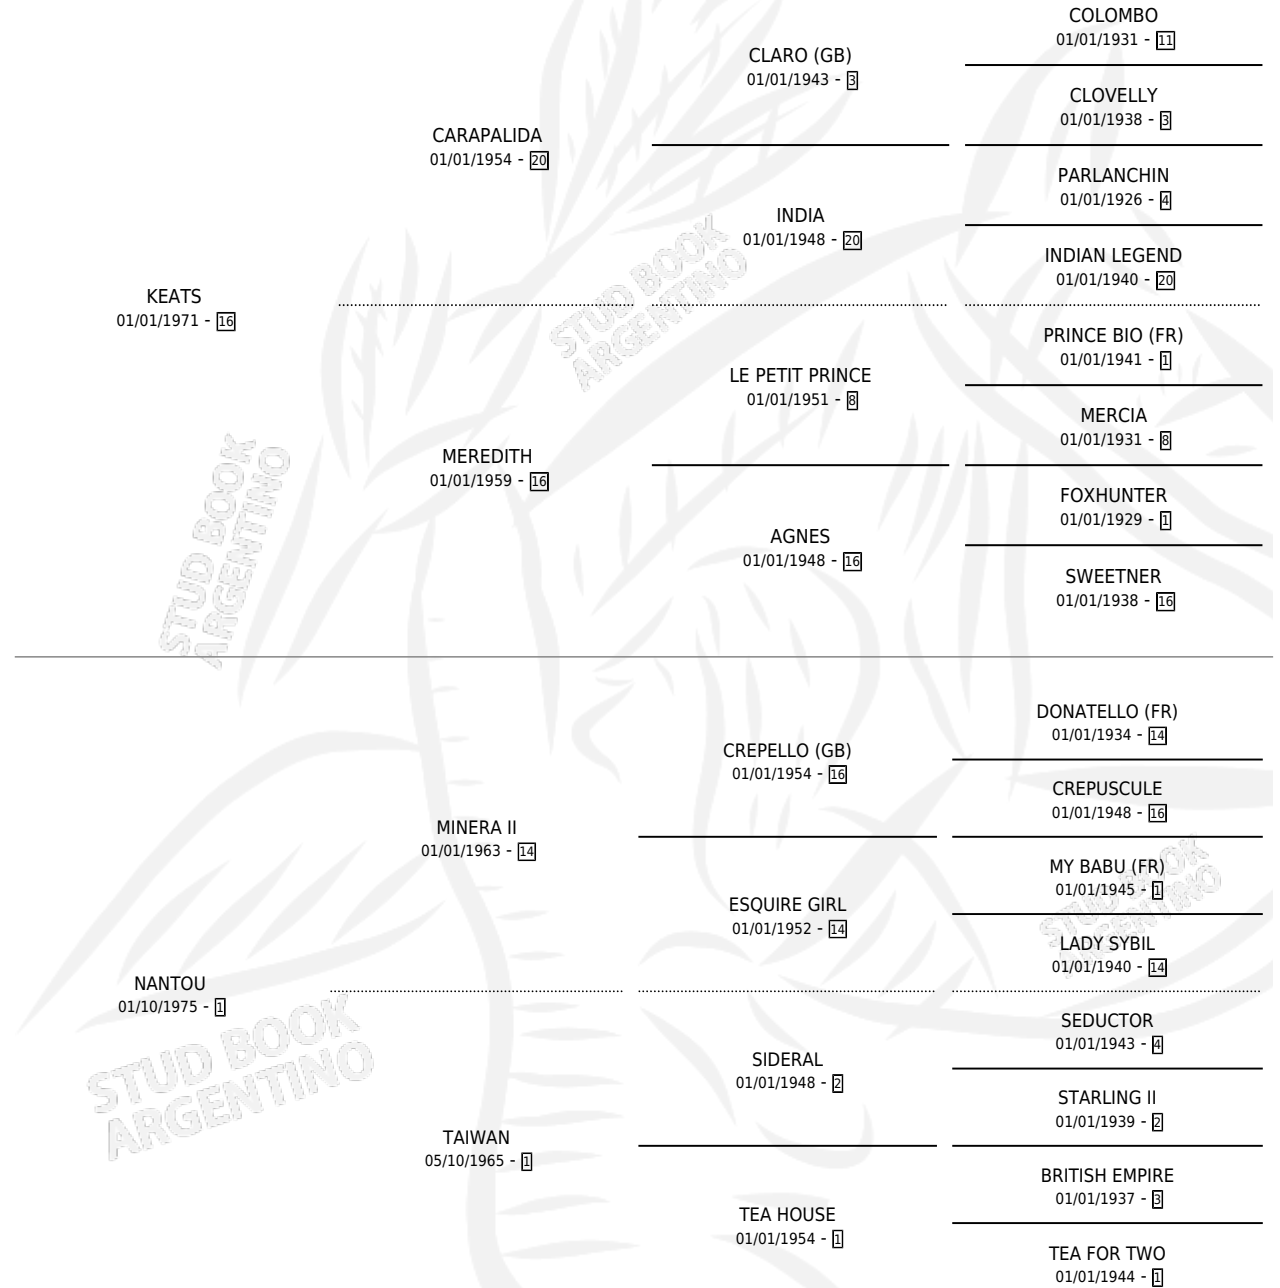 COLOMBO
01/01/1931 - 11
CLARO (GB)
01/01/1943 - 3
CLOVELLY
01/01/1938 - 3
CARAPALIDA
01/01/1954 - 20
PARLANCHIN
01/01/1926 - 4
INDIA
01/01/1948 - 20
INDIAN LEGEND
01/01/1940 - 20
KEATS
01/01/1971 - 16
PRINCE BIO (FR)
01/01/1941 - 1
LE PETIT PRINCE
01/01/1951 - 8
MERCIA
01/01/1931 - 8
MEREDITH
01/01/1959 - 16
FOXHUNTER
01/01/1929 - 1
AGNES
01/01/1948 - 16
SWEETNER
01/01/1938 - 16
DONATELLO (FR)
01/01/1934 - 14
CREPELLO (GB)
01/01/1954 - 16
CREPUSCULE
01/01/1948 - 16
MINERA II
01/01/1963 - 14
MY BABU (FR)
01/01/1945 - 1
ESQUIRE GIRL
01/01/1952 - 14
LADY SYBIL
01/01/1940 - 14
NANTOU
01/10/1975 - 1
SEDUCTOR
01/01/1943 - 4
SIDERAL
01/01/1948 - 2
STARLING II
01/01/1939 - 2
TAIWAN
05/10/1965 - 1
BRITISH EMPIRE
01/01/1937 - 3
TEA HOUSE
01/01/1954 - 1
TEA FOR TWO
01/01/1944 - 1
STUD BOOK
ARGENTINO
STUD BOOK
ARGENTINO
STUD BOOK
ARGENTINO
STUD BOOK
ARGENTINO